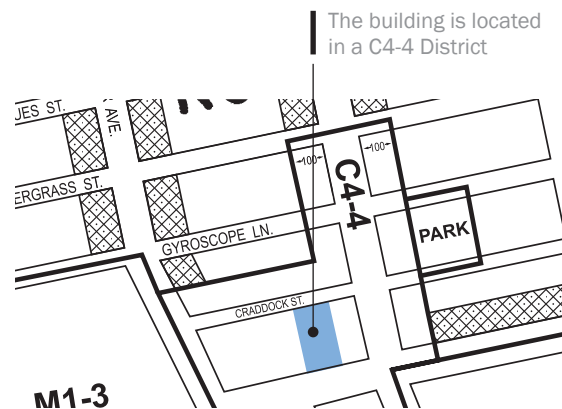 The building is located
in a C4-4 District
UES ST.
AVE.
ERGRASS ST.
100
100
C4-4
GYROSCOPE LN.
PARK
CRADDOCK ST.
M1-3